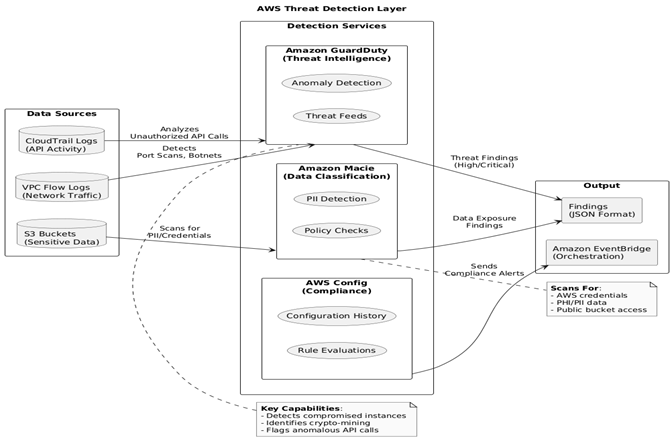 AWS Threat Detection Layer
Detection Services
Amazon GuardDuty
(Threat Intelligence)
Anomaly Detection
Threat Feeds
Data Sources
CloudTrail Logs
(API Activity)
VPC Flow Logs
(Network Traffic)
S3 Buckets
(Sensitive Data)
Analyzes
Unauthorized API Calls
Detects
Port Scans, Botnets
Scans for
PII/Credentials
Amazon Macie
(Data Classification)
PII Detection
Policy Checks
AWS Config
(Compliance)
Configuration History
Rule Evaluations
Threat Findings
(High/Critical)
Data Exposure
Findings
Sends
Compliance Alerts
Output
Findings
(JSON Format)
Amazon EventBridge
(Orchestration)
Scans For:
- AWS credentials
- PHI/PII data
- Public bucket access
Key Capabilities:
- Detects compromised instances
- Identifies crypto-mining
- Flags anomalous API calls